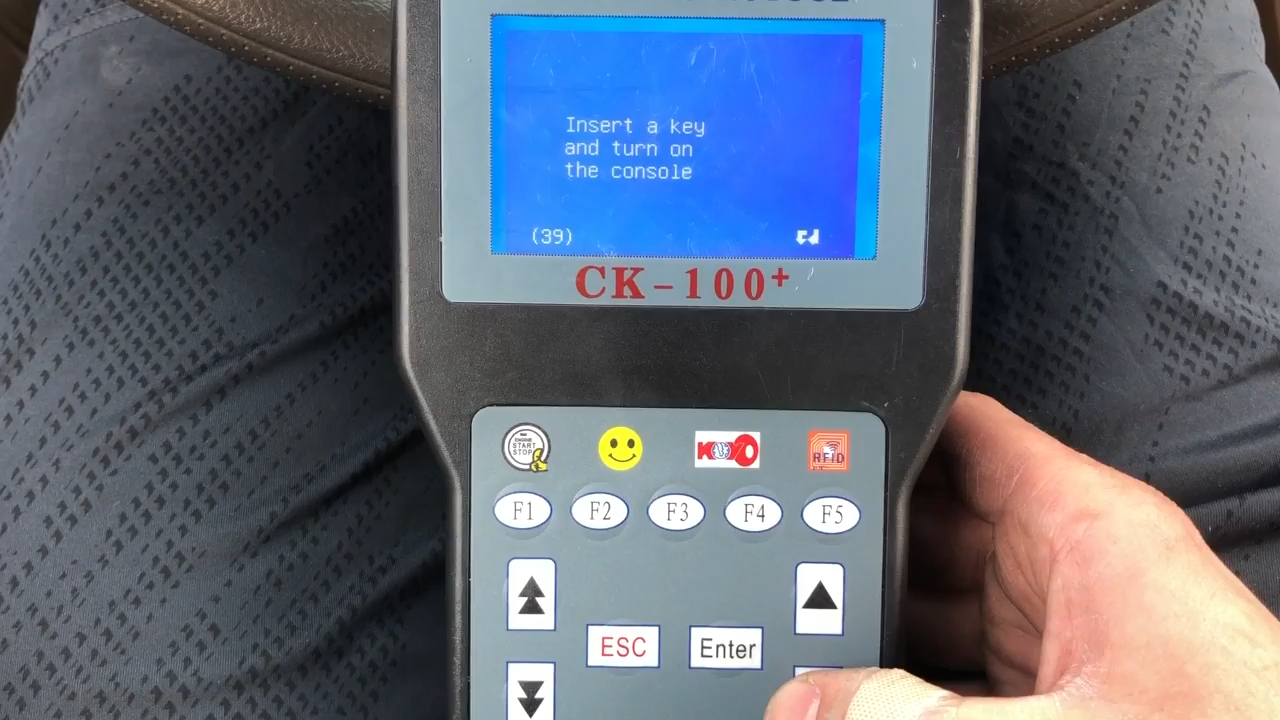 Insert a key
and turn on
the console
(39)
CK-100+
ENGINE
START
STOP
RFID
F1 F2 F3 F4 F5
ESC Enter